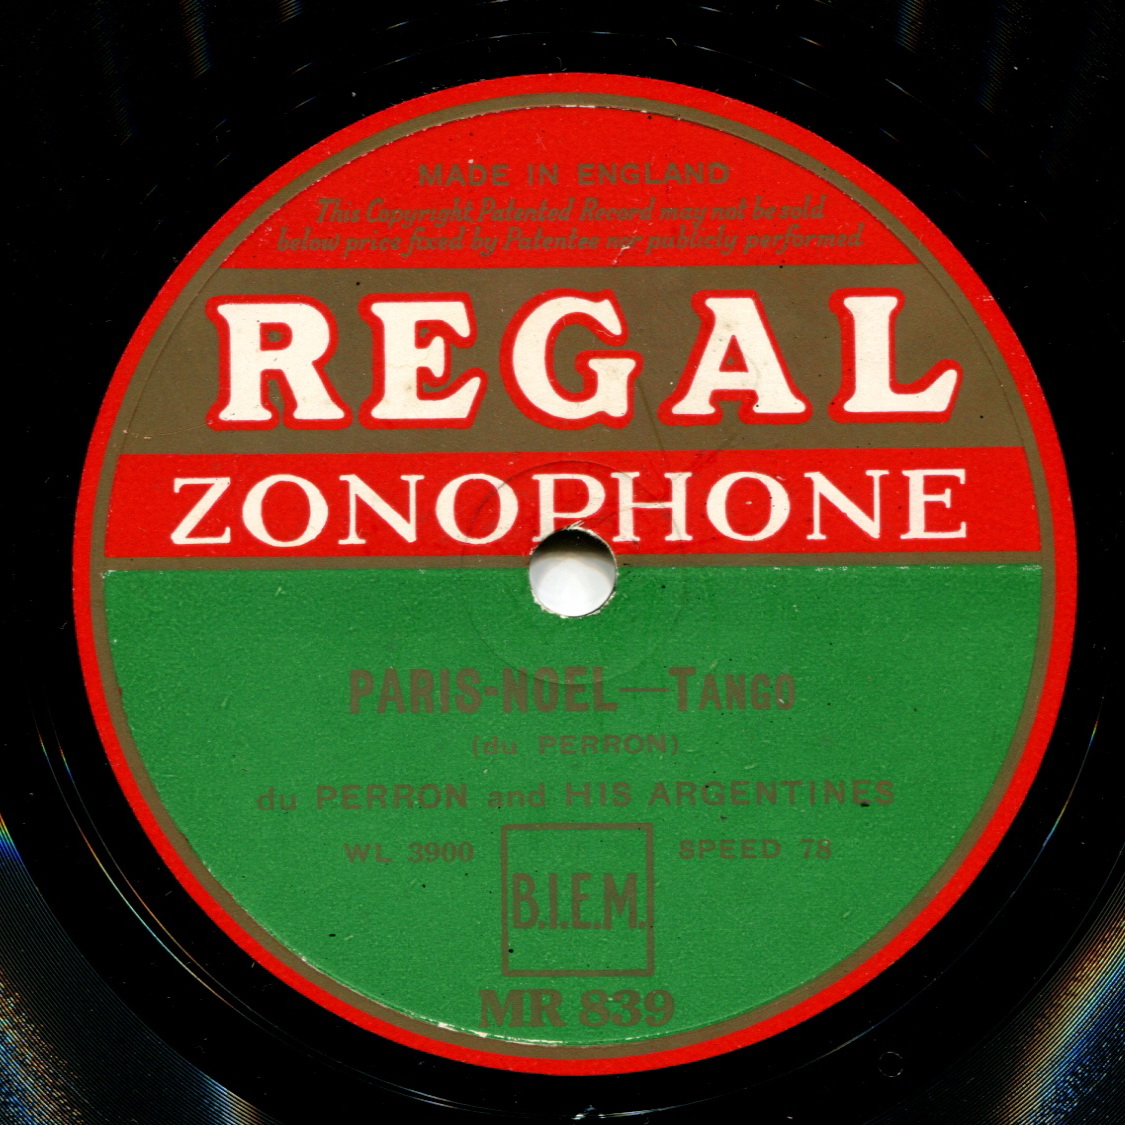 MADE IN ENGLAND
This Copyright Patented Record may not be sold
below price fixed by Patentee nor publicly performed
REGAL
ZONOPHONE
PARIS-NOEL—TANGO
(du PERRON)
du PERRON and HIS ARGENTINES
WL 3900 SPEED 78
B.I.E.M.
MR 839